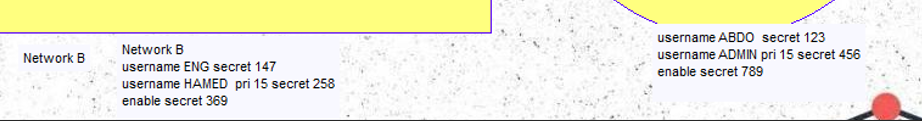 Network B
Network B
username ENG secret 147
username HAMED  pri 15 secret 258
enable secret 369
username ABDO  secret 123
username ADMIN pri 15 secret 456
enable secret 789